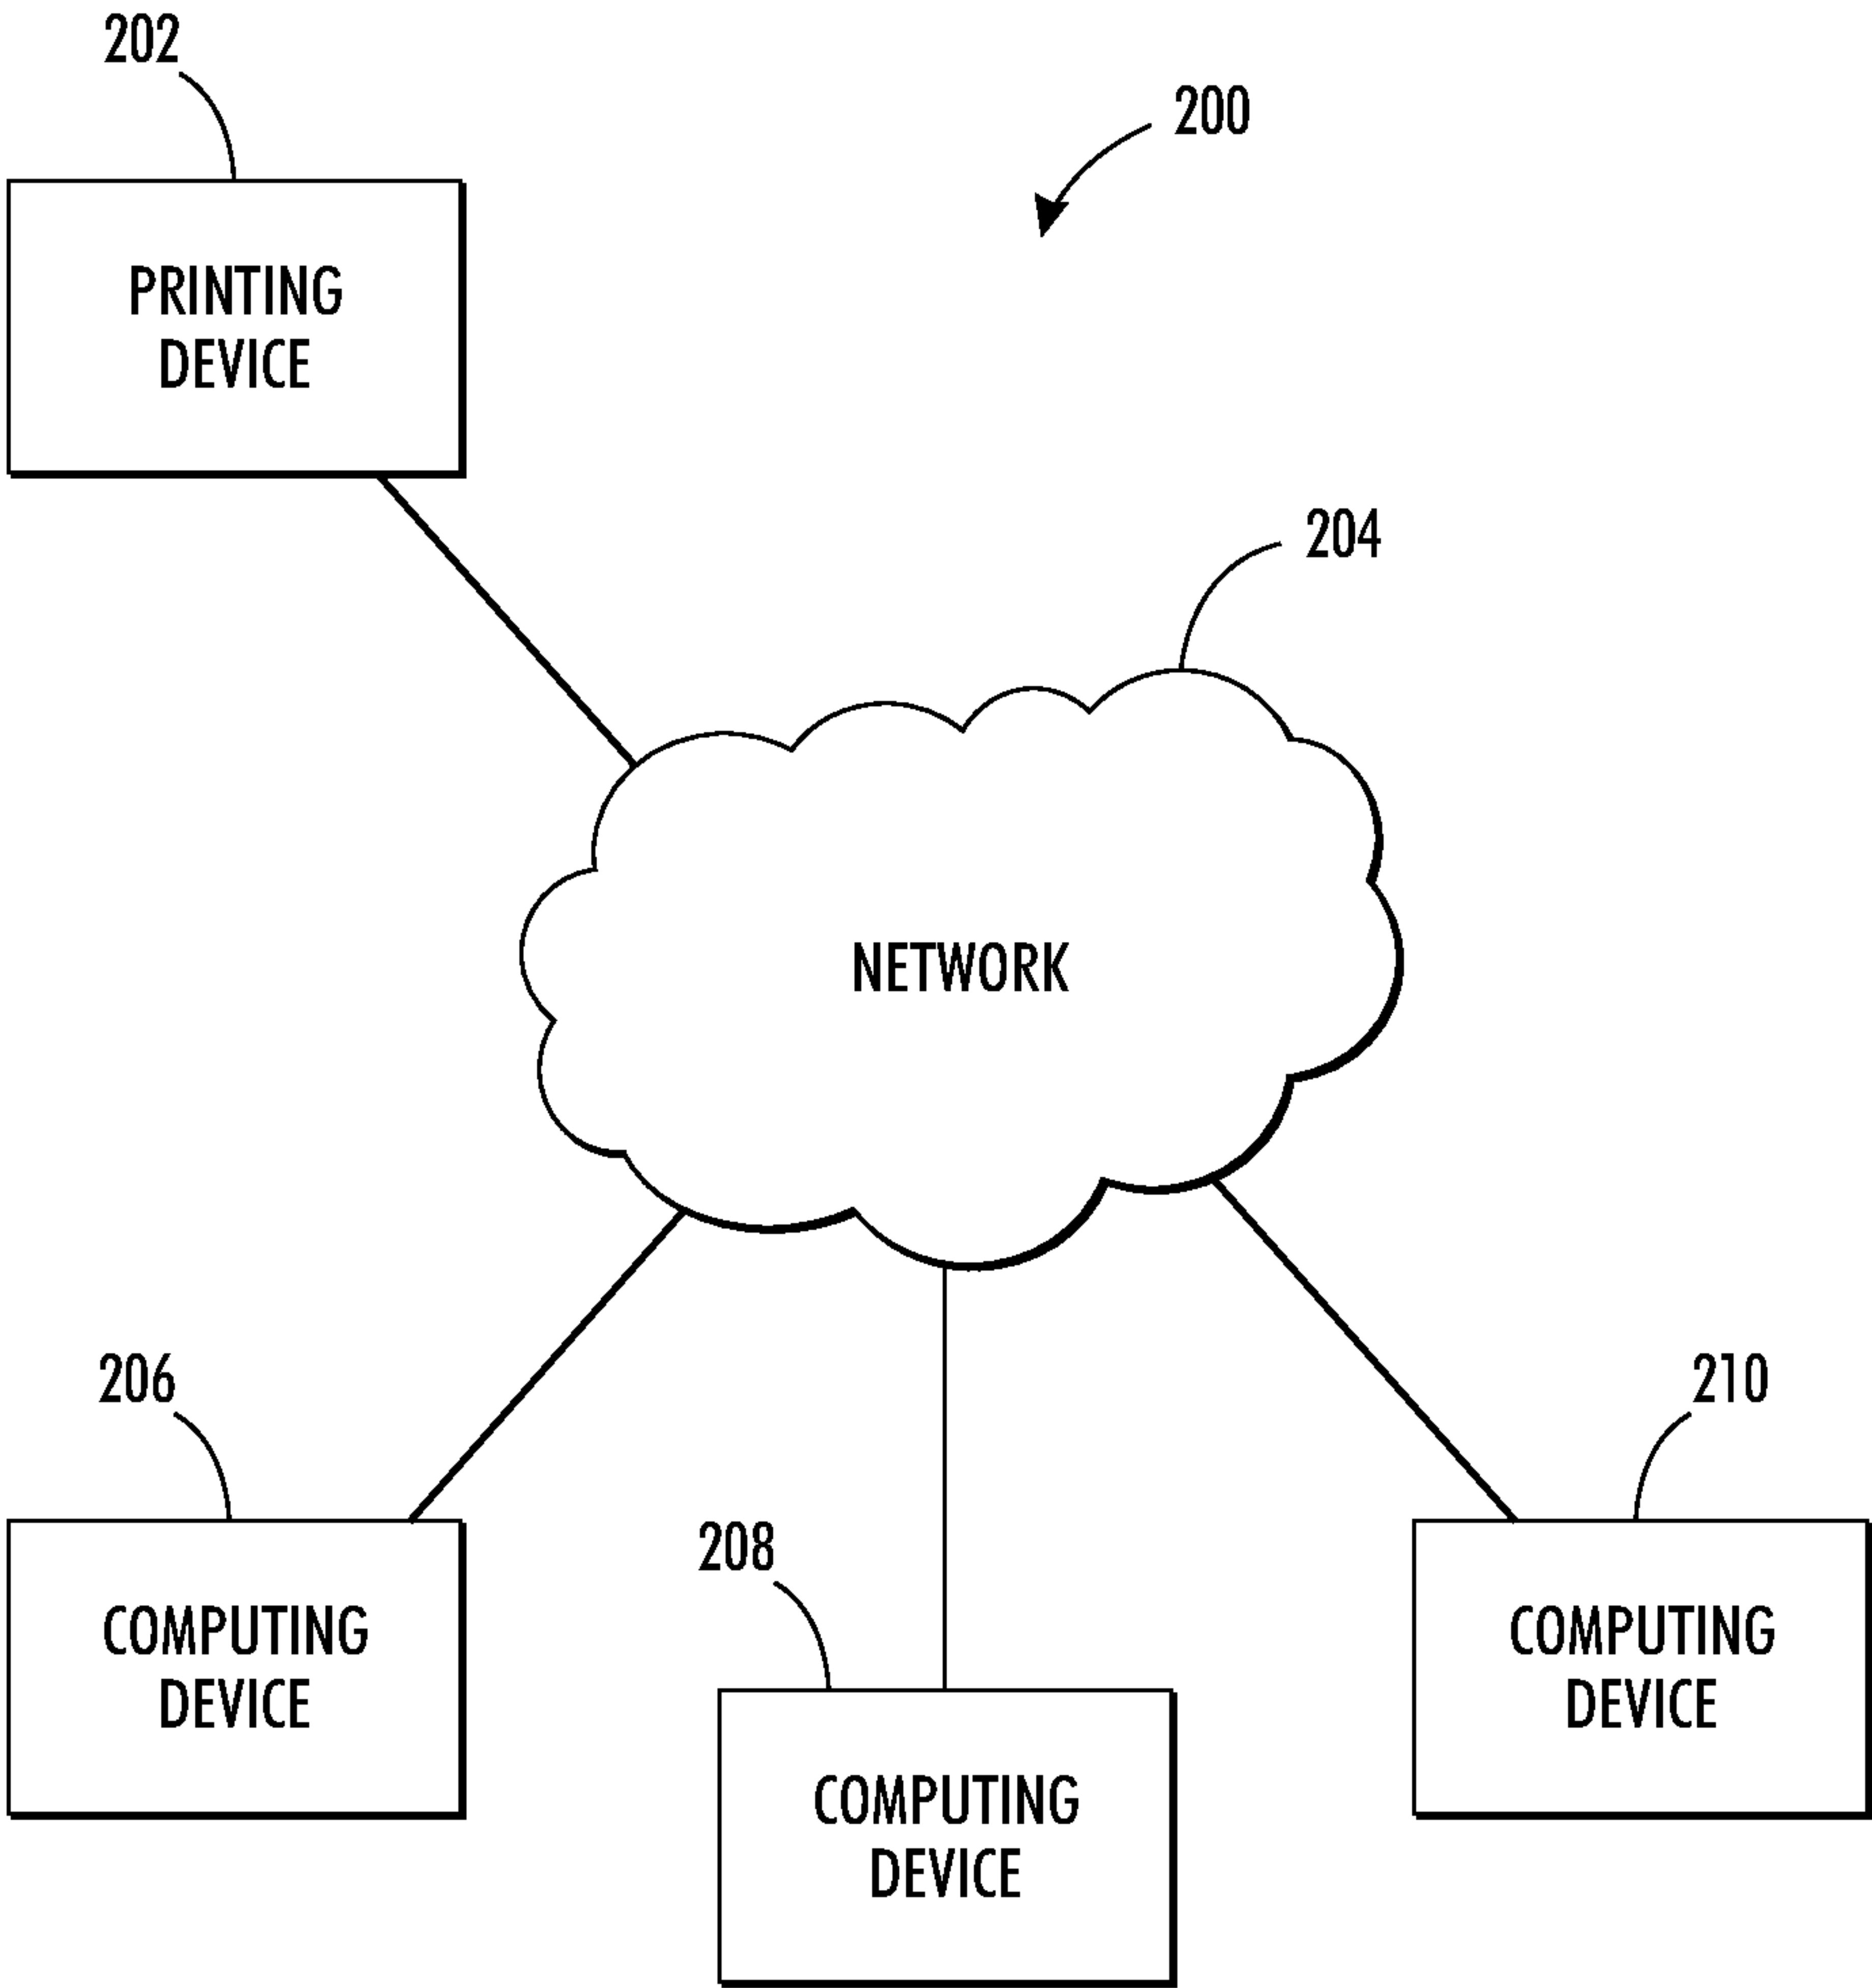 202
200
PRINTING
DEVICE
204
NETWORK
206
210
208
COMPUTING
DEVICE
COMPUTING
DEVICE
COMPUTING
DEVICE